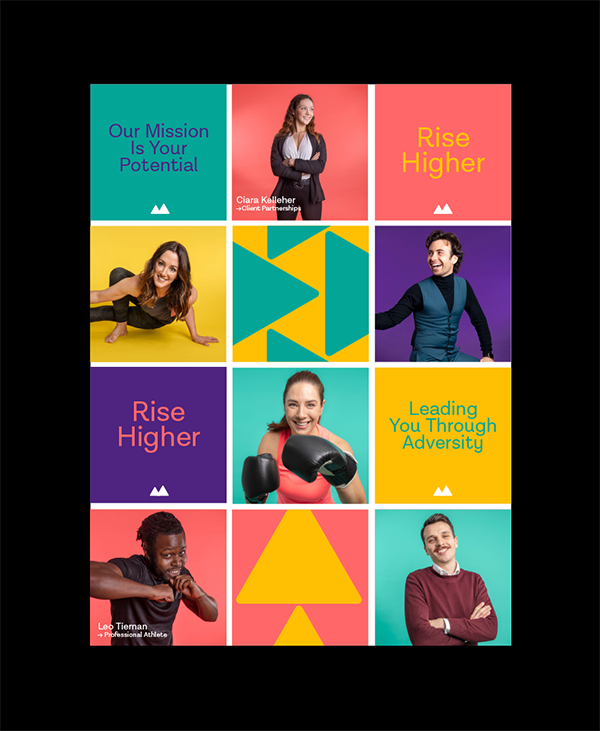 Our Mission
Is Your
Potential
Ciara Kelleher
→Client Partnerships
Rise
Higher
Rise
Higher
Leading
You Through
Adversity
Leo Tiernan
→ Professional Athlete